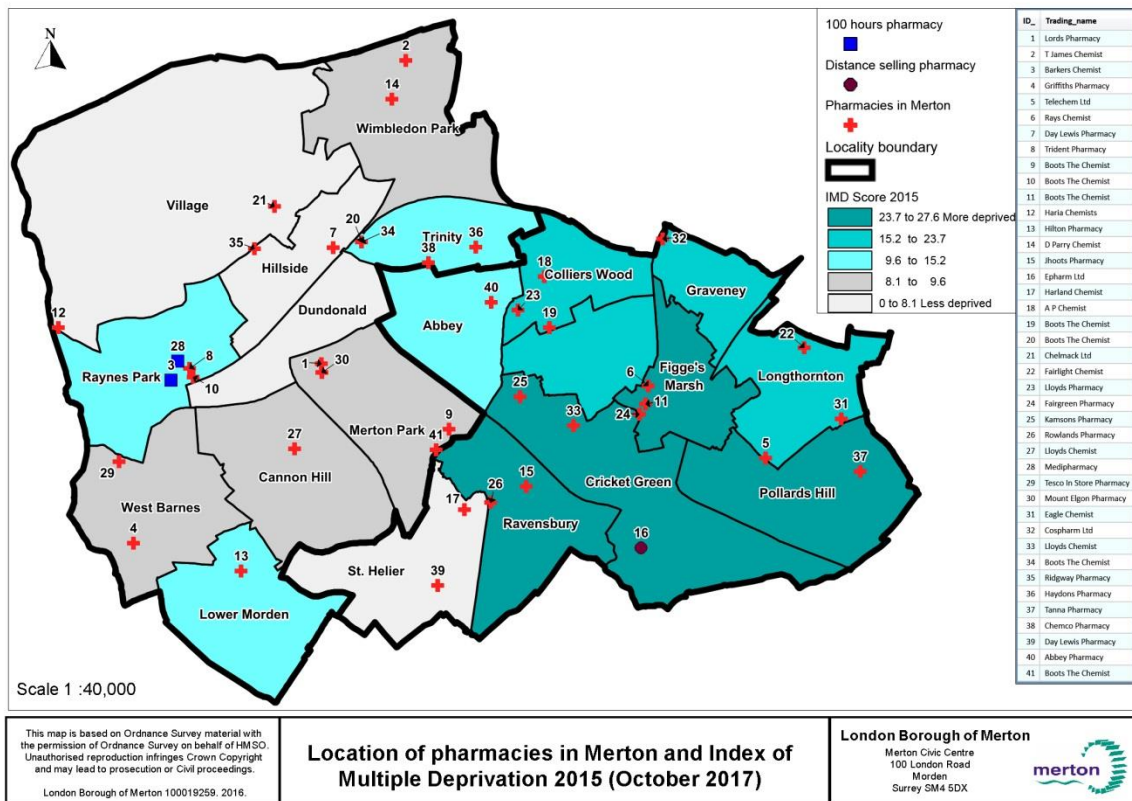 N
2
14
Wimbledon Park
Village
21
20
7
34
Trinity
36
35
38
Hillside
32
18
Colliers Wood
40
23
Graveney
Dundonald
12
Abbey
19
22
28
8
3
Raynes Park
10
1
30
6
Figge's
Marsh
Longthornton
25
11
24
31
9
33
Merton Park
27
41
5
37
29
Cannon Hill
15
Cricket Green
Pollards Hill
West Barnes
26
17
Ravensbury
4
16
13
St. Helier
39
Lower Morden
Scale 1 :40,000
100 hours pharmacy
Distance selling pharmacy
Pharmacies in Merton
Locality boundary
IMD Score 2015
23.7 to 27.6 More deprived
15.2 to 23.7
9.6 to 15.2
8.1 to 9.6
0 to 8.1 Less deprived
ID_ Trading_name
1 Lords Pharmacy
2 T James Chemist
3 Barkers Chemist
4 Griffiths Pharmacy
5 Telechem Ltd
6 Rays Chemist
7 Day Lewis Pharmacy
8 Trident Pharmacy
9 Boots The Chemist
10 Boots The Chemist
11 Boots The Chemist
12 Haria Chemists
13 Hilton Pharmacy
14 D Parry Chemist
15 Jhoots Pharmacy
16 Epharm Ltd
17 Harland Chemist
18 A P Chemist
19 Boots The Chemist
20 Boots The Chemist
21 Chelmack Ltd
22 Fairlight Chemist
23 Lloyds Pharmacy
24 Fairgreen Pharmacy
25 Kamsons Pharmacy
26 Rowlands Pharmacy
27 Lloyds Chemist
28 Medipharmacy
29 Tesco In Store Pharmacy
30 Mount Elgon Pharmacy
31 Eagle Chemist
32 Cospharm Ltd
33 Lloyds Chemist
34 Boots The Chemist
35 Ridgway Pharmacy
36 Haydons Pharmacy
37 Tanna Pharmacy
38 Chemco Pharmacy
39 Day Lewis Pharmacy
40 Abbey Pharmacy
41 Boots The Chemist
This map is based on Ordnance Survey material with
the permission of Ordnance Survey on behalf of HMSO.
Unauthorised reproduction infringes Crown Copyright
and may lead to prosecution or Civil proceedings.
London Borough of Merton 100019259. 2016.
Location of pharmacies in Merton and Index of
Multiple Deprivation 2015 (October 2017)
London Borough of Merton
Merton Civic Centre
100 London Road
Morden
Surrey SM4 5DX
merton